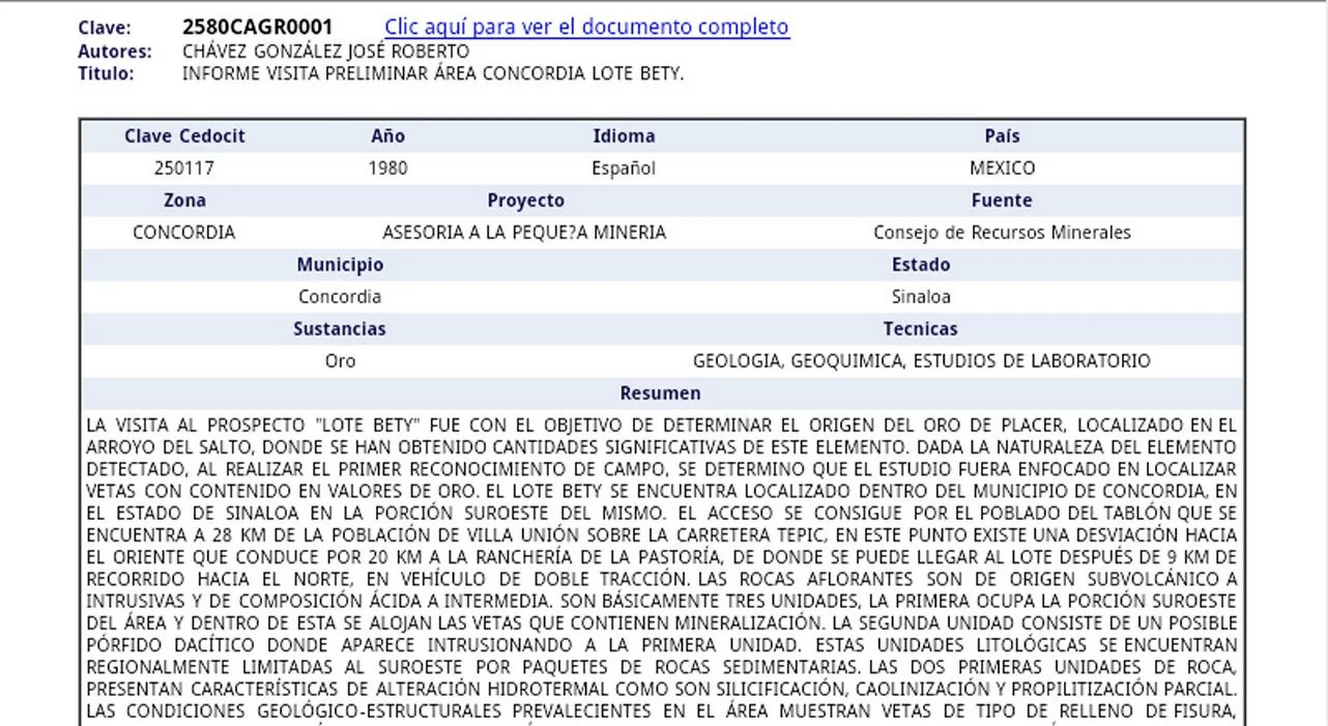 Clave: 2580CAGR0001 Clic aquí para ver el documento completo
Autores: CHÁVEZ GONZÁLEZ JOSÉ ROBERTO
Titulo: INFORME VISITA PRELIMINAR ÁREA CONCORDIA LOTE BETY.
Clave Cedocit Año Idioma País
250117 1980 Español MEXICO
Zona Proyecto Fuente
CONCORDIA ASESORIA A LA PEQUE?A MINERIA Consejo de Recursos Minerales
Municipio Estado
Concordia Sinaloa
Sustancias Tecnicas
Oro GEOLOGIA, GEOQUIMICA, ESTUDIOS DE LABORATORIO
Resumen
LA VISITA AL PROSPECTO "LOTE BETY" FUE CON EL OBJETIVO DE DETERMINAR EL ORIGEN DEL ORO DE PLACER, LOCALIZADO EN EL
ARROYO DEL SALTO, DONDE SE HAN OBTENIDO CANTIDADES SIGNIFICATIVAS DE ESTE ELEMENTO. DADA LA NATURALEZA DEL ELEMENTO
DETECTADO, AL REALIZAR EL PRIMER RECONOCIMIENTO DE CAMPO, SE DETERMINO QUE EL ESTUDIO FUERA ENFOCADO EN LOCALIZAR
VETAS CON CONTENIDO EN VALORES DE ORO. EL LOTE BETY SE ENCUENTRA LOCALIZADO DENTRO DEL MUNICIPIO DE CONCORDIA, EN
EL ESTADO DE SINALOA EN LA PORCIÓN SUROESTE DEL MISMO. EL ACCESO SE CONSIGUE POR EL POBLADO DEL TABLÓN QUE SE
ENCUENTRA A 28 KM DE LA POBLACIÓN DE VILLA UNIÓN SOBRE LA CARRETERA TEPIC, EN ESTE PUNTO EXISTE UNA DESVIACIÓN HACIA
EL ORIENTE QUE CONDUCE POR 20 KM A LA RANCHERÍA DE LA PASTORÍA, DE DONDE SE PUEDE LLEGAR AL LOTE DESPUÉS DE 9 KM DE
RECORRIDO HACIA EL NORTE, EN VEHÍCULO DE DOBLE TRACCIÓN. LAS ROCAS AFLORANTES SON DE ORIGEN SUBVOLCÁNICO A
INTRUSIVAS Y DE COMPOSICIÓN ÁCIDA A INTERMEDIA. SON BÁSICAMENTE TRES UNIDADES, LA PRIMERA OCUPA LA PORCIÓN SUROESTE
DEL ÁREA Y DENTRO DE ESTA SE ALOJAN LAS VETAS QUE CONTIENEN MINERALIZACIÓN. LA SEGUNDA UNIDAD CONSISTE DE UN POSIBLE
PÓRFIDO DACÍTICO DONDE APARECE INTRUSIONANDO A LA PRIMERA UNIDAD. ESTAS UNIDADES LITOLÓGICAS SE ENCUENTRAN
REGIONALMENTE LIMITADAS AL SUROESTE POR PAQUETES DE ROCAS SEDIMENTARIAS. LAS DOS PRIMERAS UNIDADES DE ROCA,
PRESENTAN CARACTERÍSTICAS DE ALTERACIÓN HIDROTERMAL COMO SON SILICIFICACIÓN, CAOLINIZACIÓN Y PROPILITIZACIÓN PARCIAL.
LAS CONDICIONES GEOLÓGICO-ESTRUCTURALES PREVALECIENTES EN EL ÁREA MUESTRAN VETAS DE TIPO DE RELLENO DE FISURA,